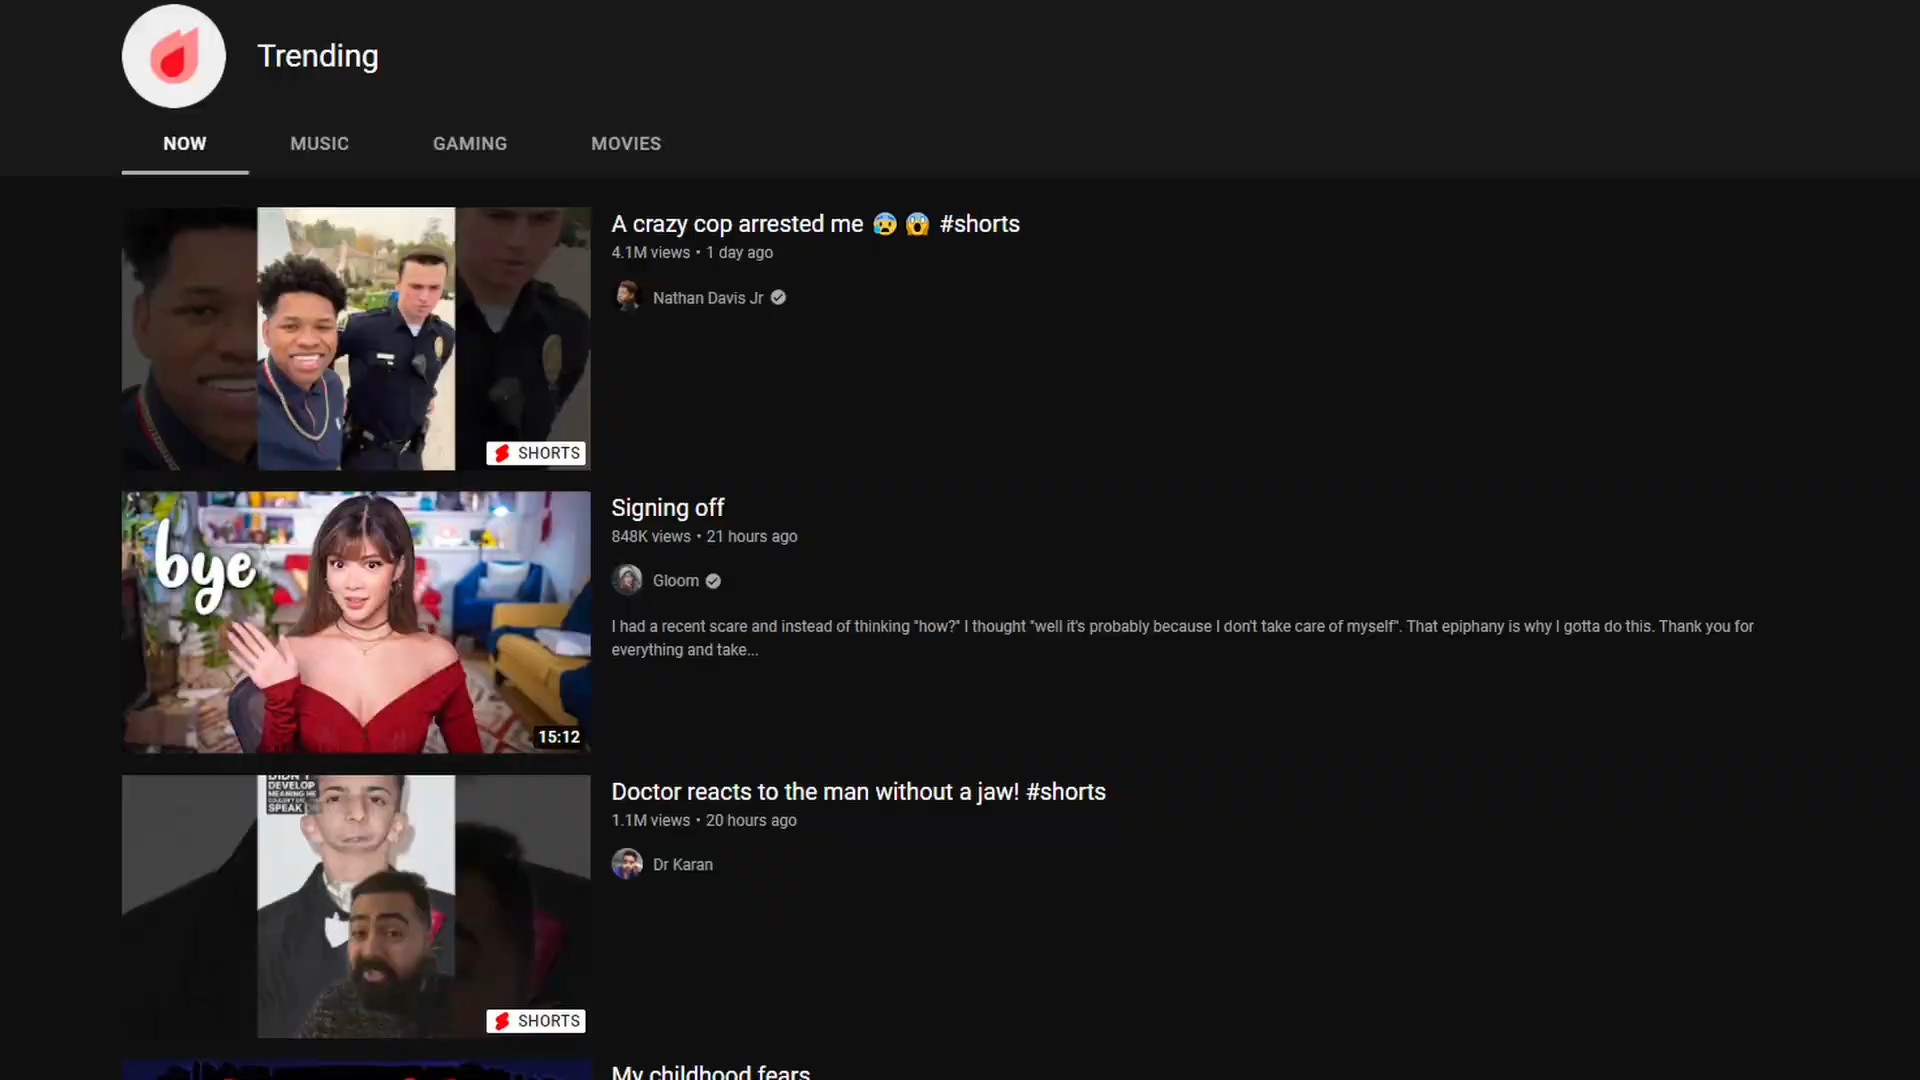 Trending
NOW
MUSIC
GAMING
MOVIES
A crazy cop arrested me 😰 😱 #shorts
4.1M views • 1 day ago
Nathan Davis Jr
SHORTS
bye
15:12
Signing off
848K views • 21 hours ago
Gloom
I had a recent scare and instead of thinking "how?" I thought "well it's probably because I don't take care of myself". That epiphany is why I gotta do this. Thank you for
everything and take...
DIDN'T
DEVELOP
MEANING HE
SPEAK
SHORTS
Doctor reacts to the man without a jaw! #shorts
1.1M views • 20 hours ago
Dr Karan
My childhood fears